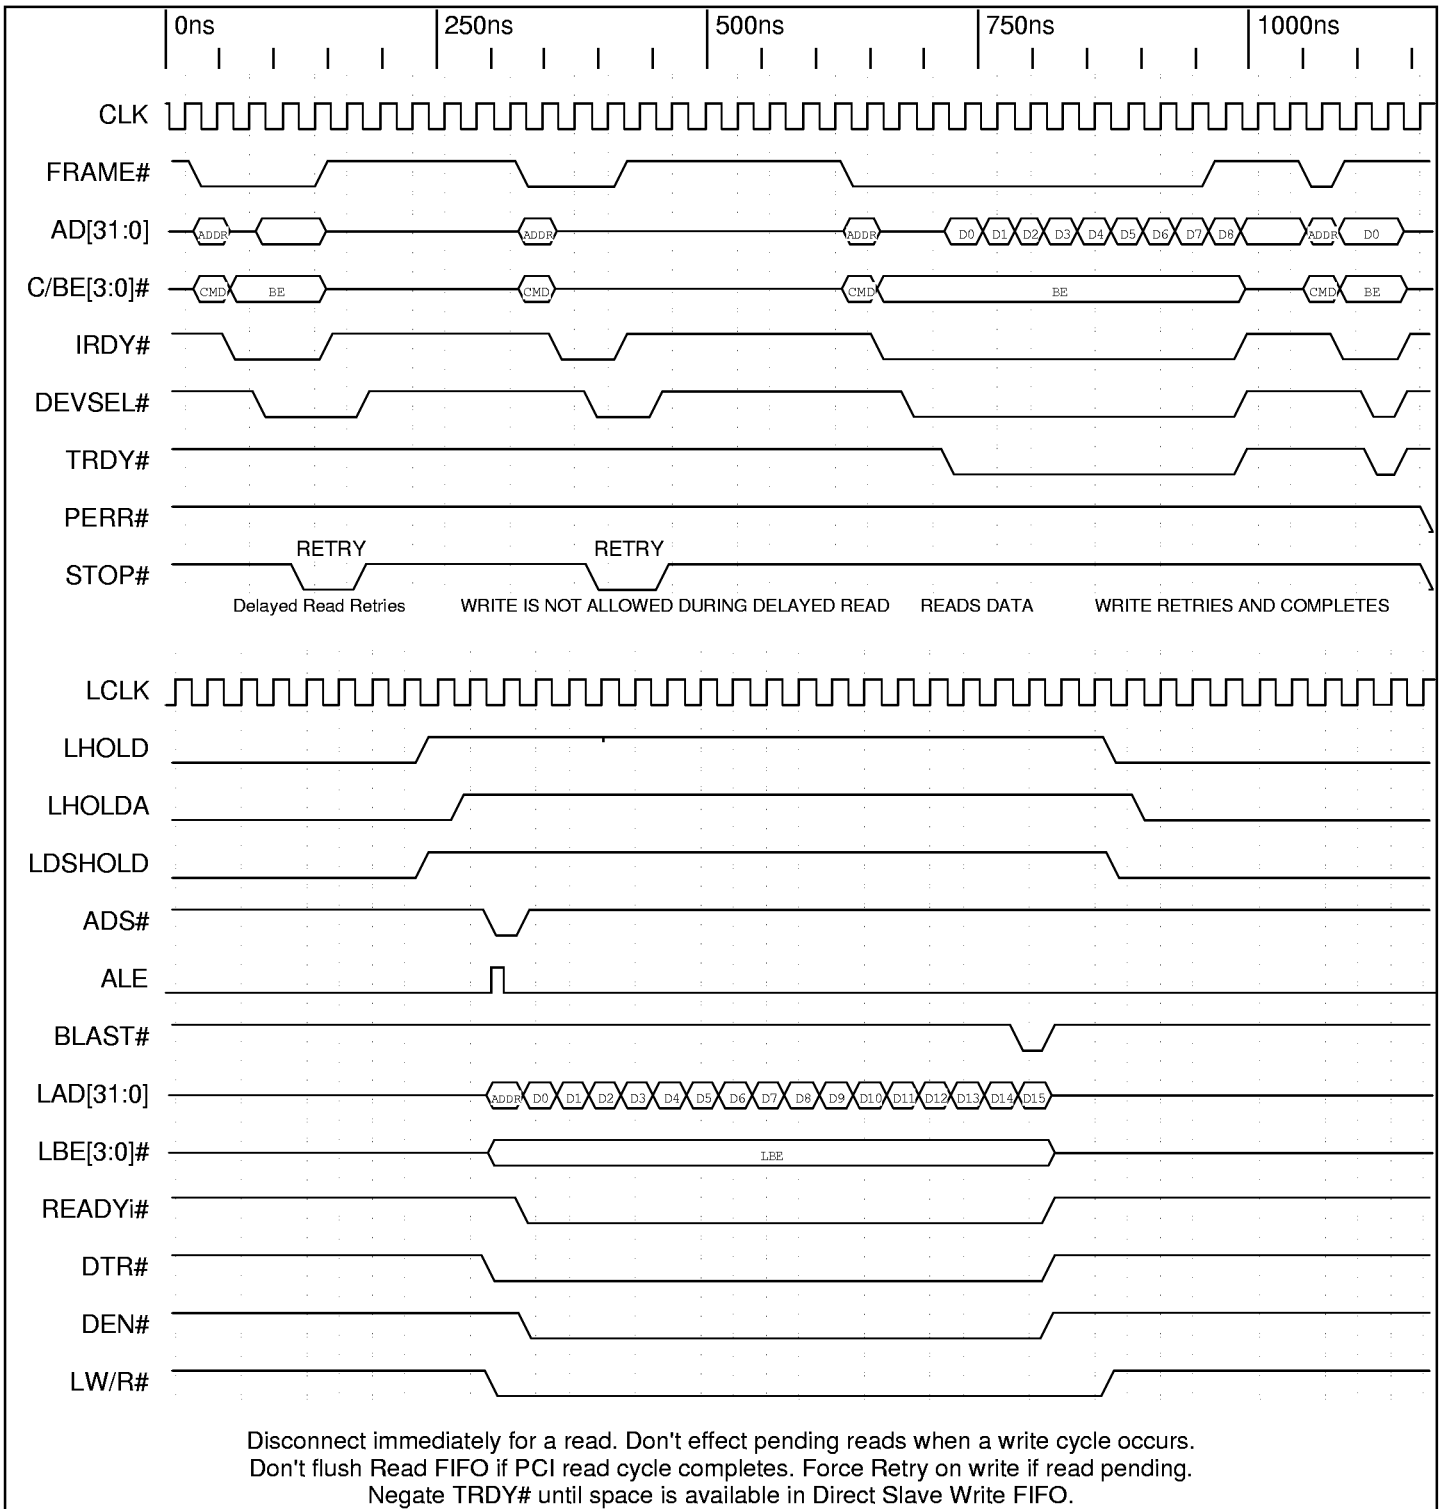 0ns 250ns 500ns 750ns 1000ns
CLK
FRAME#
AD[31:0] ADDR ADDR ADDR D0 D1 D2 D3 D4 D5 D6 D7 D8 ADDR D0
C/BE[3:0]# CMD BE CMD CMD BE CMD BE
IRDY#
DEVSEL#
TRDY#
PERR#
RETRY RETRY
STOP#
Delayed Read Retries WRITE IS NOT ALLOWED DURING DELAYED READ READS DATA WRITE RETRIES AND COMPLETES
LCLK
LHOLD
LHOLDA
LDSHOLD
ADS#
ALE
BLAST#
LAD[31:0] ADDR D0 D1 D2 D3 D4 D5 D6 D7 D8 D9 D10 D11 D12 D13 D14 D15
LBE[3:0]# LBE
READYi#
DTR#
DEN#
LW/R#
Disconnect immediately for a read. Don't effect pending reads when a write cycle occurs.
Don't flush Read FIFO if PCI read cycle completes. Force Retry on write if read pending.
Negate TRDY# until space is available in Direct Slave Write FIFO.